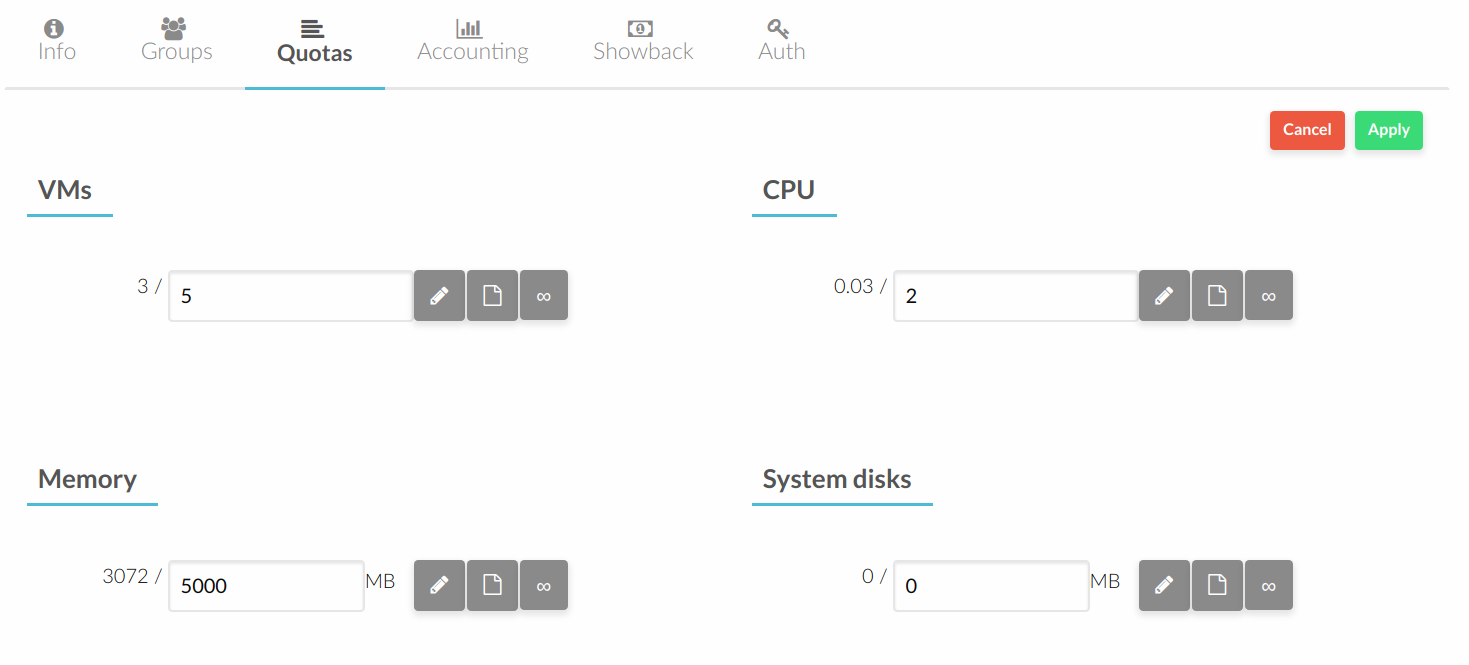 Info Groups Quotas Accounting Showback Auth
Cancel Apply
VMs CPU
3 / 5 ∞ 0.03 / 2 ∞
Memory System disks
3072 / 5000 MB ∞ 0 / 0 MB ∞